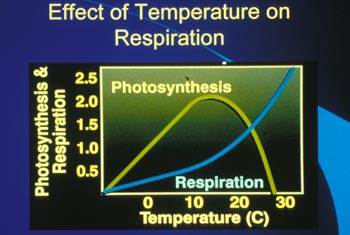 Effect of Temperature on
Respiration
Photosynthesis &
Respiration
2.5
2.0
1.5
1.0
0.5
Photosynthesis
Respiration
0 10 20 30
Temperature (C)